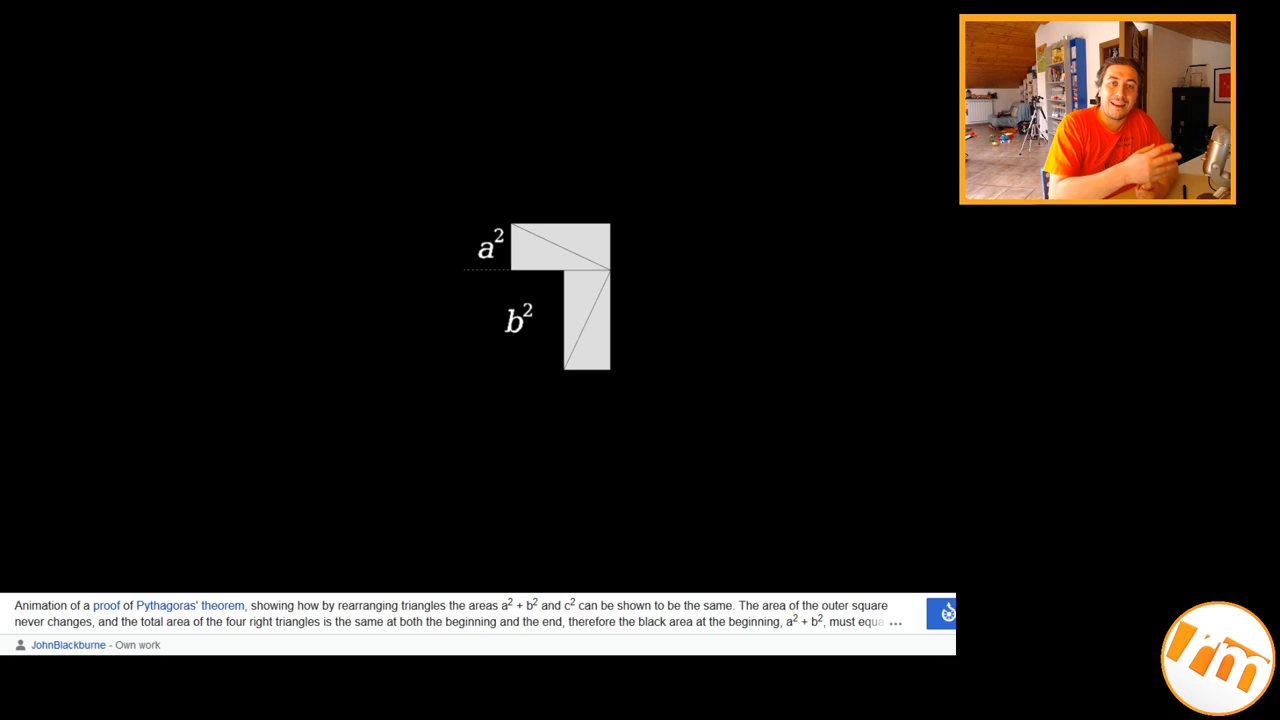 a²
b²
Animation of a proof of Pythagoras' theorem, showing how by rearranging triangles the areas a² + b² and c² can be shown to be the same. The area of the outer square
never changes, and the total area of the four right triangles is the same at both the beginning and the end, therefore the black area at the beginning, a² + b², must equa ...
JohnBlackburne - Own work
rm